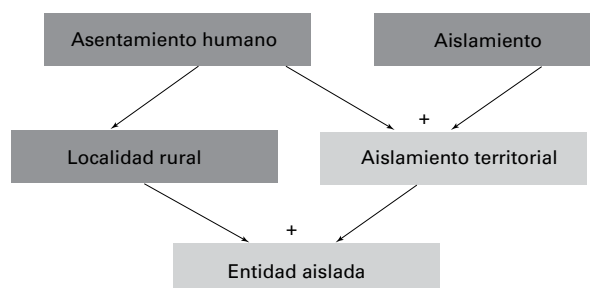 Asentamiento humano
Aislamiento
+
Localidad rural
Aislamiento territorial
+
Entidad aislada